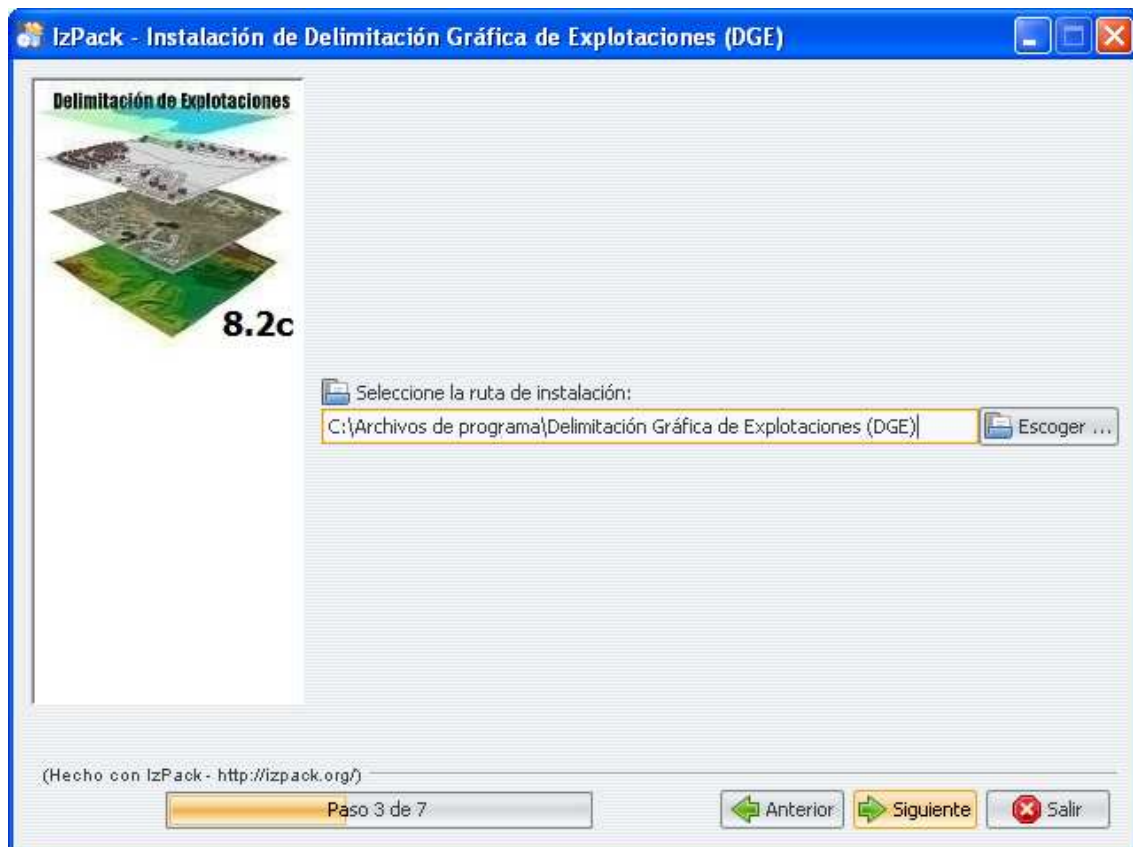 IzPack - Instalación de Delimitación Gráfica de Explotaciones (DGE)
Delimitación de Explotaciones
8.2c
Seleccione la ruta de instalación:
C:\Archivos de programa\Delimitación Gráfica de Explotaciones (DGE)
Escoger ...
(Hecho con IzPack - http://izpack.org/)
Paso 3 de 7
Anterior
Siguiente
Salir